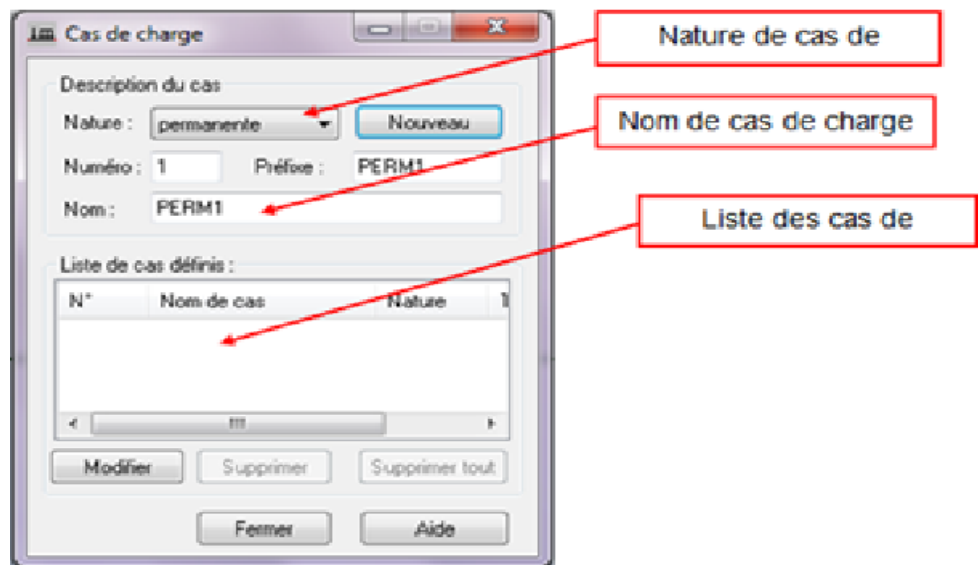 Cas de charge
Nature de cas de
Description du cas
Nature : permanente Nouveau
Nom de cas de charge
Numéro : 1 Préfixe : PERM1
Nom : PERM1
Liste des cas de
Liste de cas définis :
N° Nom de cas Nature
Modifier Supprimer Supprimer tout
Fermer Aide